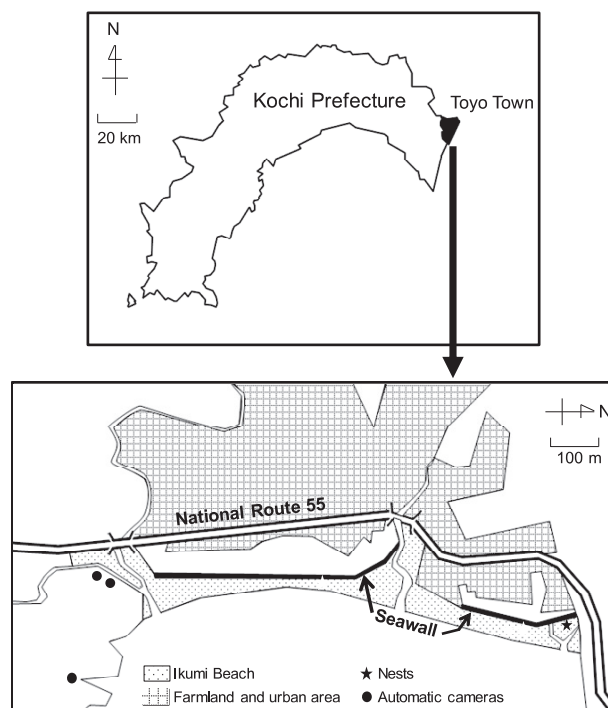 N
Kochi Prefecture
Toyo Town
20 km
N
100 m
National Route 55
Seawall
Ikumi Beach
Nests
Farmland and urban area
Automatic cameras